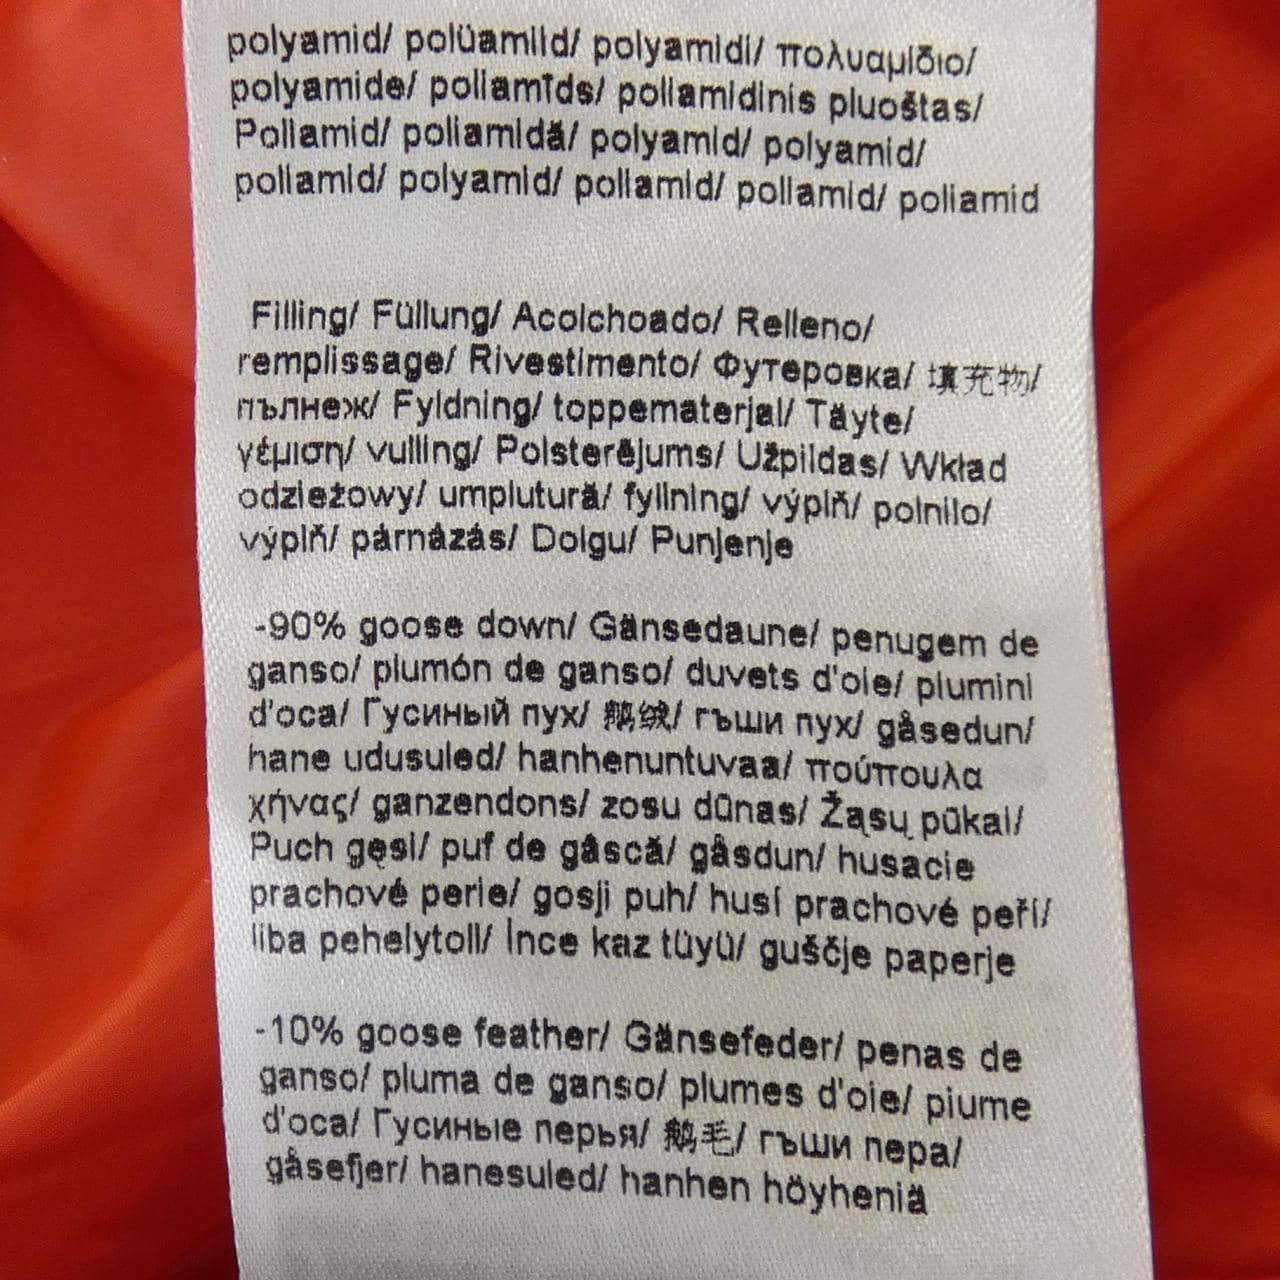 polyamid/ polüamiid/ polyamidi/ πολυαμίδιο/
polyamide/ poliamīds/ poliamidinis pluoštas/
Poliamid/ poliamidă/ polyamid/ polyamid/
poliamid/ polyamid/ poliamid/ poliamid/ poliamid
Filling/ Füllung/ Acolchoado/ Relleno/
remplissage/ Rivestimento/ Футеровка/ 填充物/
пълнеж/ Fyldning/ toppematerjal/ Täyte/
γέμιση/ vulling/ Polsterējums/ Užpildas/ Wkład
odzieżowy/ umplutură/ fyllning/ výplň/ polnilo/
výplň/ párnázás/ Dolgu/ Punjenje
-90% goose down/ Gänsedaune/ penugem de
ganso/ plumón de ganso/ duvets d'oie/ piumini
d'oca/ Гусиный пух/ 鹅绒/ гъши пух/ gåsedun/
hane udusuled/ hanhenuntuvaa/ πούπουλα
χήνας/ ganzendons/ zosu dūnas/ Žąsų pūkai/
Puch gęsi/ puf de gâscă/ gåsdun/ husacie
prachové perie/ gosji puh/ husí prachové peří/
liba pehelytoll/ İnce kaz tüyü/ guščje paperje
-10% goose feather/ Gänsefeder/ penas de
ganso/ pluma de ganso/ plumes d'oie/ piume
d'oca/ Гусиные перья/ 鹅毛/ гъши пера/
gåsefjer/ hanesuled/ hanhen höyheniä